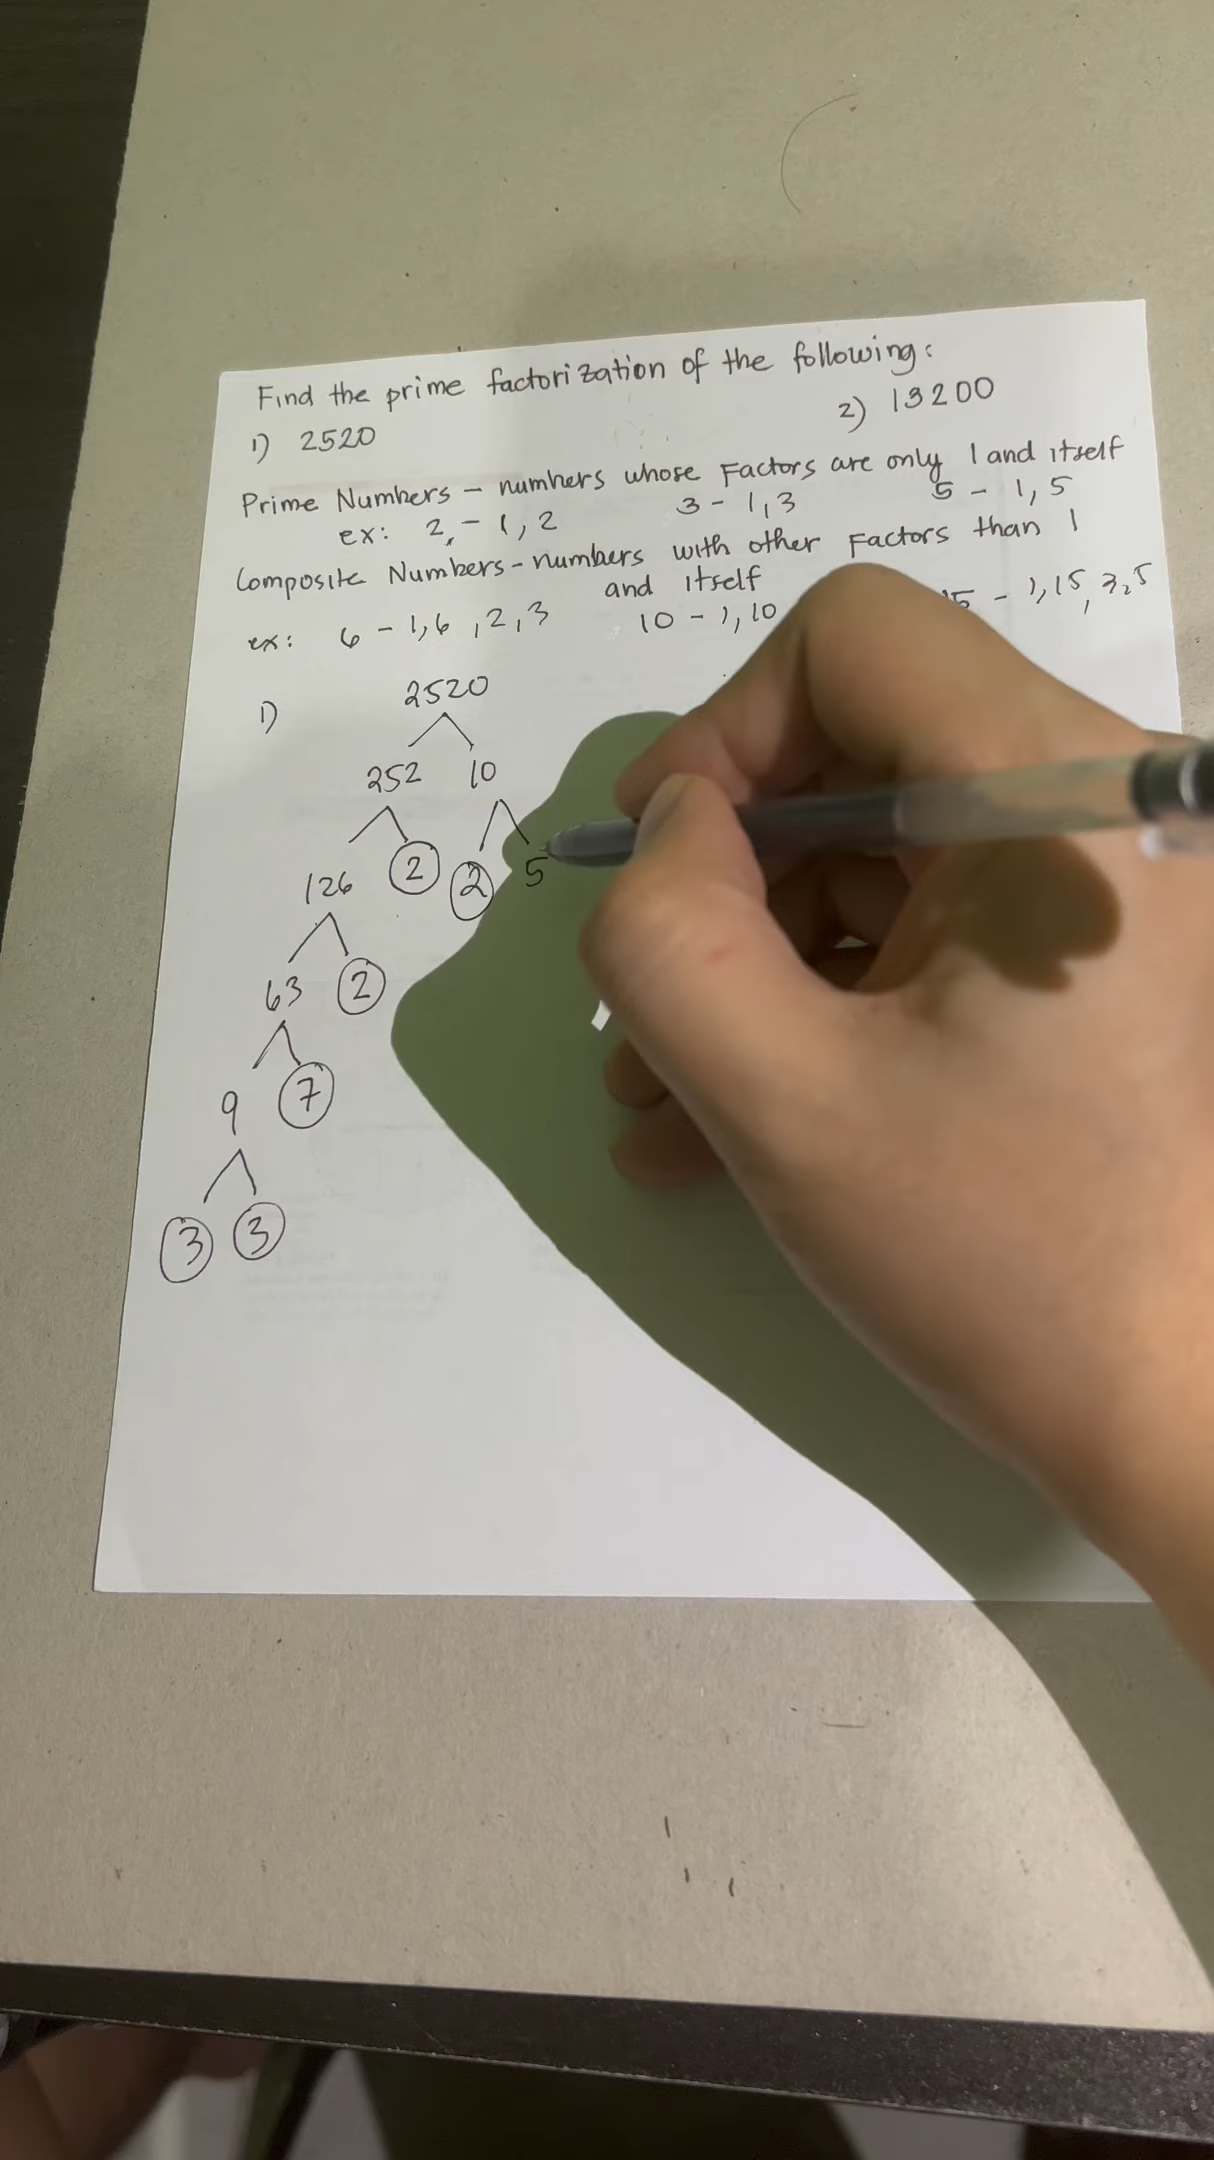 Find the prime factorization of the following:
1) 2520 2) 13200
Prime Numbers - numbers whose Factors are only 1 and itself
ex: 2, - 1, 2 3 - 1, 3 5 - 1, 5
Composite Numbers - numbers with other Factors than 1
and itself
ex: 6 - 1, 6, 2, 3 10 - 1, 10 15 - 1, 15, 3, 5
1) 2520
252 10
126 2 2 5
63 2
9 7
3 3